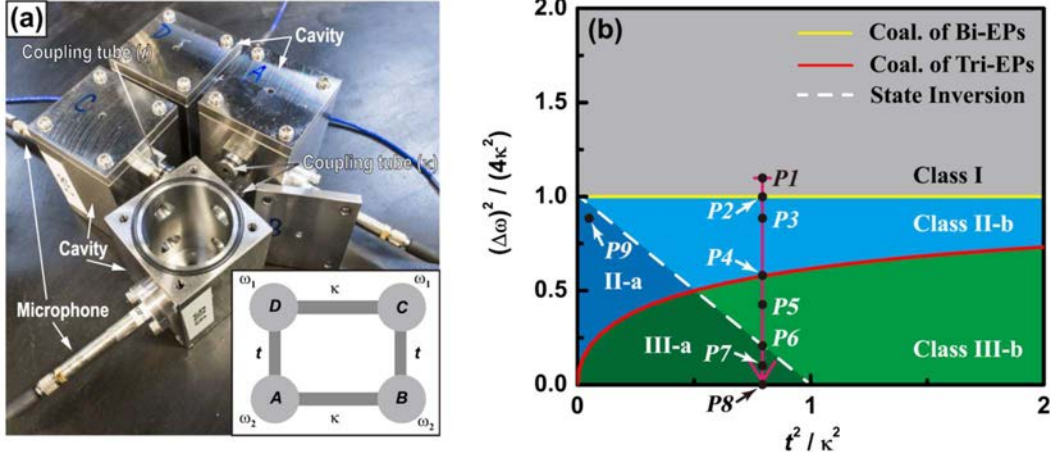 (a)
D
Cavity
Coupling tube (t)
A
C
Coupling tube (κ)
B
Cavity
Microphone
ω₁
κ
ω₁
D
C
t
t
A
B
ω₂
κ
ω₂
(b)
2.0
1.5
1.0
0.5
0.0
(Δω)² / (4κ²)
Coal. of Bi-EPs
Coal. of Tri-EPs
State Inversion
P1
Class I
P2
P3
Class II-b
P9
P4
II-a
P5
III-a
P6
P7
Class III-b
P8
0
1
2
t² / κ²